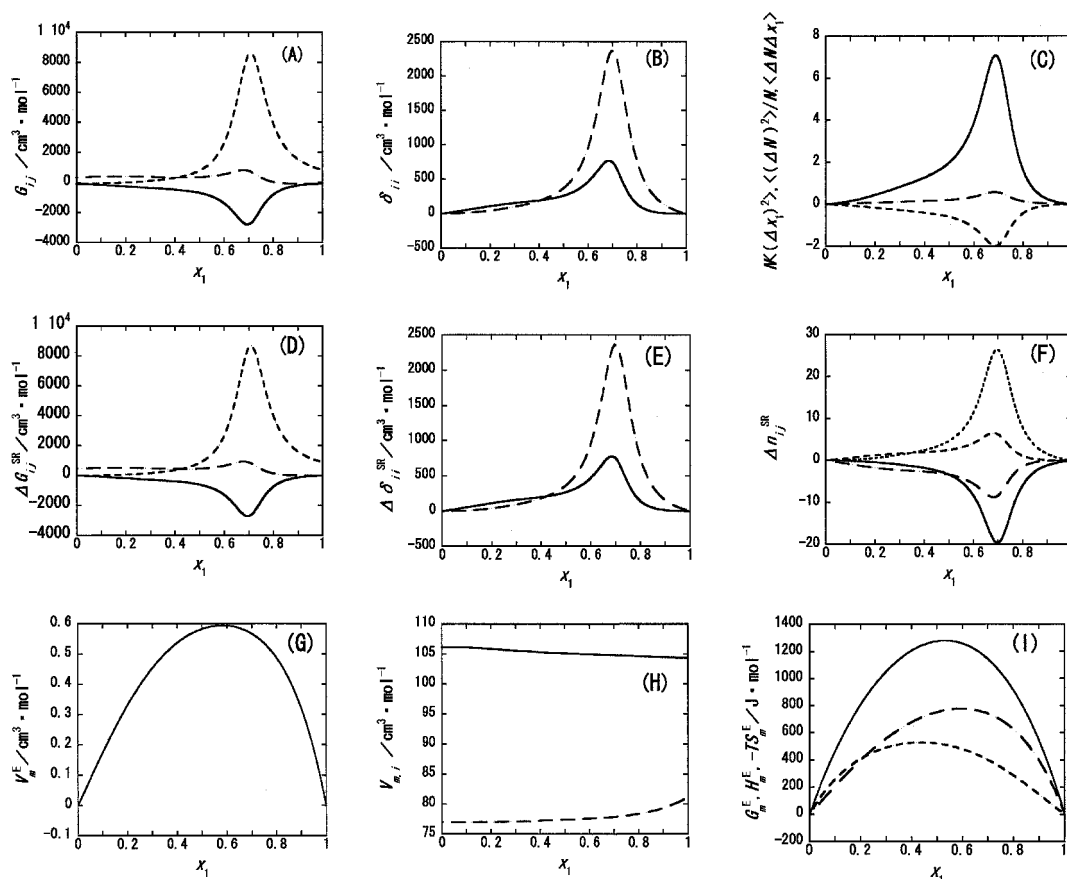 1 10⁴
8000
6000
4000
2000
0
-2000
-4000
G_ij / cm³・mol⁻¹
(A)
0 0.2 0.4 0.6 0.8 1
x₁
2500
2000
1500
1000
500
0
-500
δ_ii / cm³・mol⁻¹
(B)
0 0.2 0.4 0.6 0.8 1
x₁
8
6
4
2
0
-2
N<(Δx₁)²>, <(ΔN)²>/N, <ΔNΔx₁>
(C)
0 0.2 0.4 0.6 0.8 1
x₁
1 10⁴
8000
6000
4000
2000
0
-2000
-4000
ΔG_ij^SR / cm³・mol⁻¹
(D)
0 0.2 0.4 0.6 0.8 1
x₁
2500
2000
1500
1000
500
0
-500
Δδ_ii^SR / cm³・mol⁻¹
(E)
0 0.2 0.4 0.6 0.8 1
x₁
30
20
10
0
-10
-20
Δn_ij^SR
(F)
0 0.2 0.4 0.6 0.8 1
x₁
0.6
0.5
0.4
0.3
0.2
0.1
0
-0.1
V_m^E / cm³・mol⁻¹
(G)
0 0.2 0.4 0.6 0.8 1
x₁
110
105
100
95
90
85
80
75
V_m,i / cm³・mol⁻¹
(H)
0 0.2 0.4 0.6 0.8 1
x₁
1400
1200
1000
800
600
400
200
0
-200
G_m^E, H_m^E, -TS_m^E / J・mol⁻¹
(I)
0 0.2 0.4 0.6 0.8 1
x₁